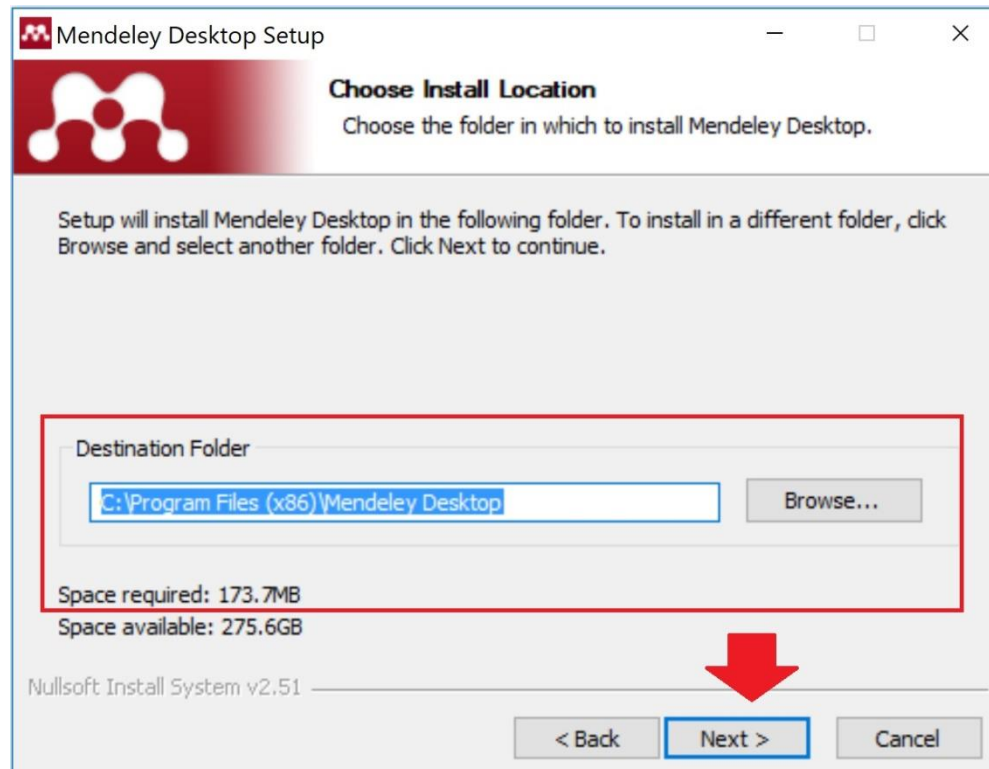 Mendeley Desktop Setup
Choose Install Location
Choose the folder in which to install Mendeley Desktop.
Setup will install Mendeley Desktop in the following folder. To install in a different folder, click
Browse and select another folder. Click Next to continue.
Destination Folder
C:\Program Files (x86)\Mendeley Desktop
Browse...
Space required: 173.7MB
Space available: 275.6GB
Nullsoft Install System v2.51
< Back
Next >
Cancel